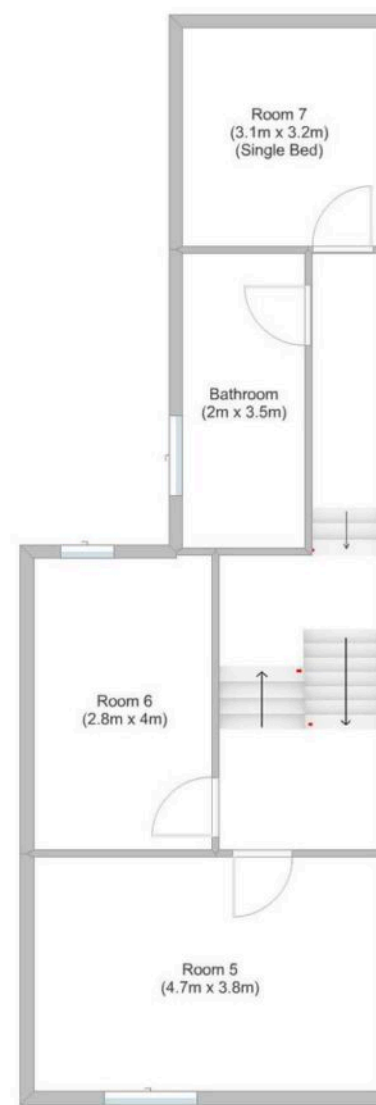 Room 7
(3.1m x 3.2m)
(Single Bed)
Bathroom
(2m x 3.5m)
Room 6
(2.8m x 4m)
Room 5
(4.7m x 3.8m)